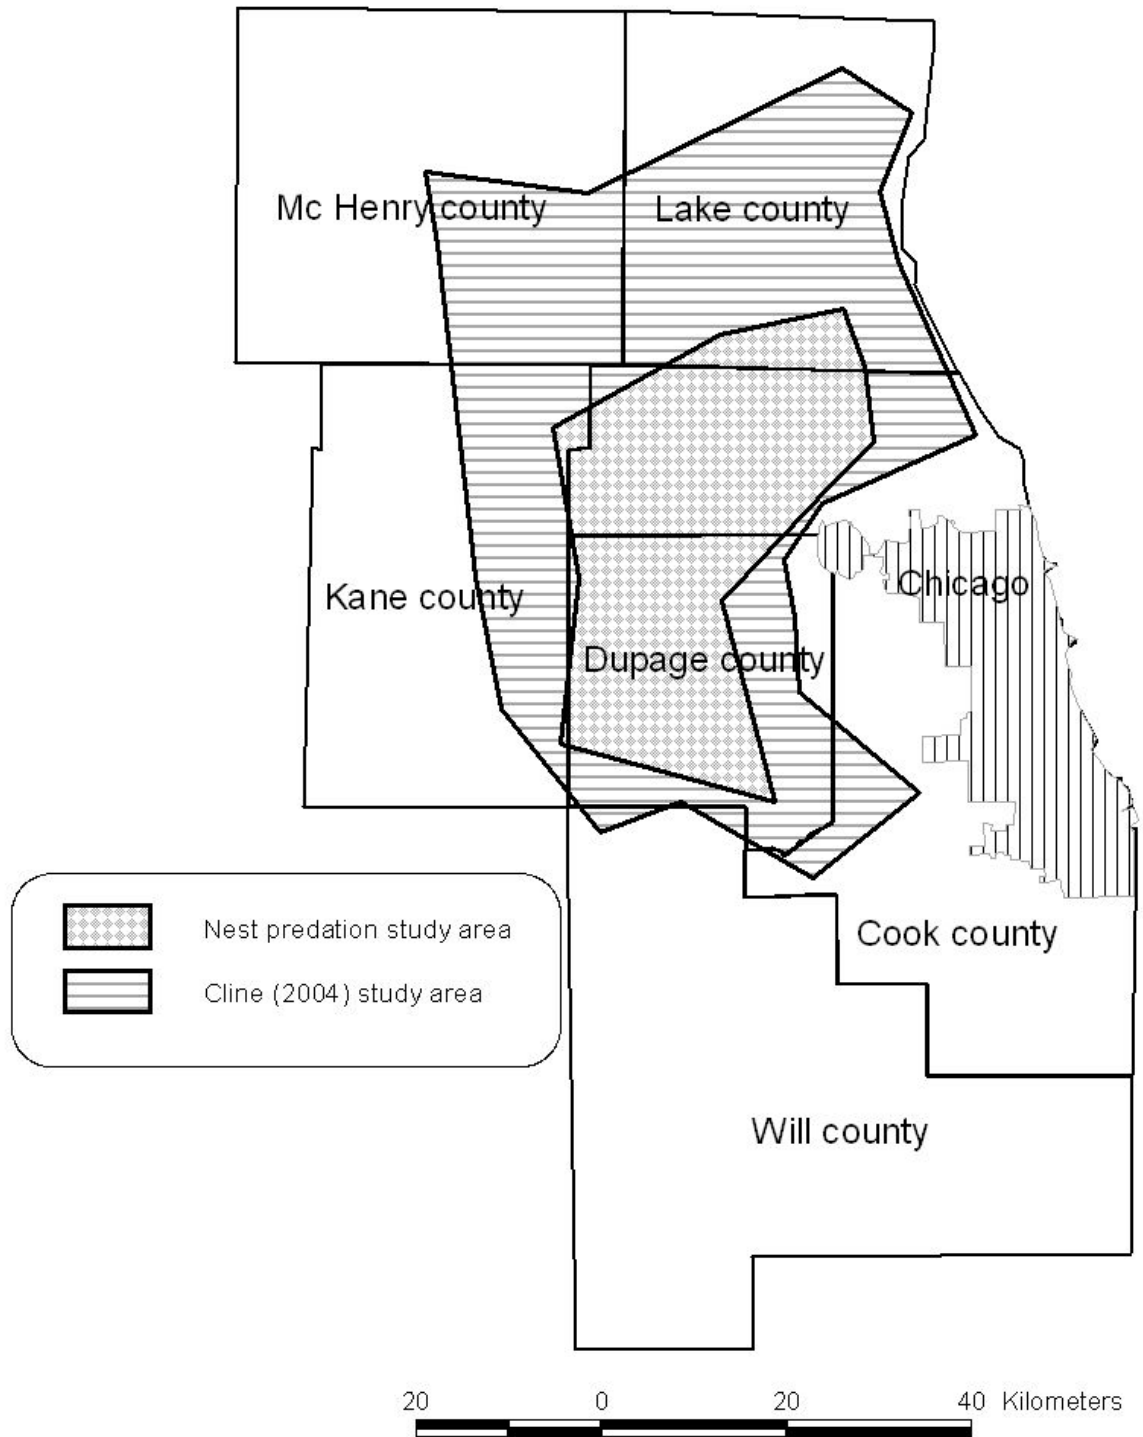 Mc Henry county
Lake county
Chicago
Kane county
Dupage county
Nest predation study area
Cline (2004) study area
Cook county
Will county
20 0 20 40 Kilometers